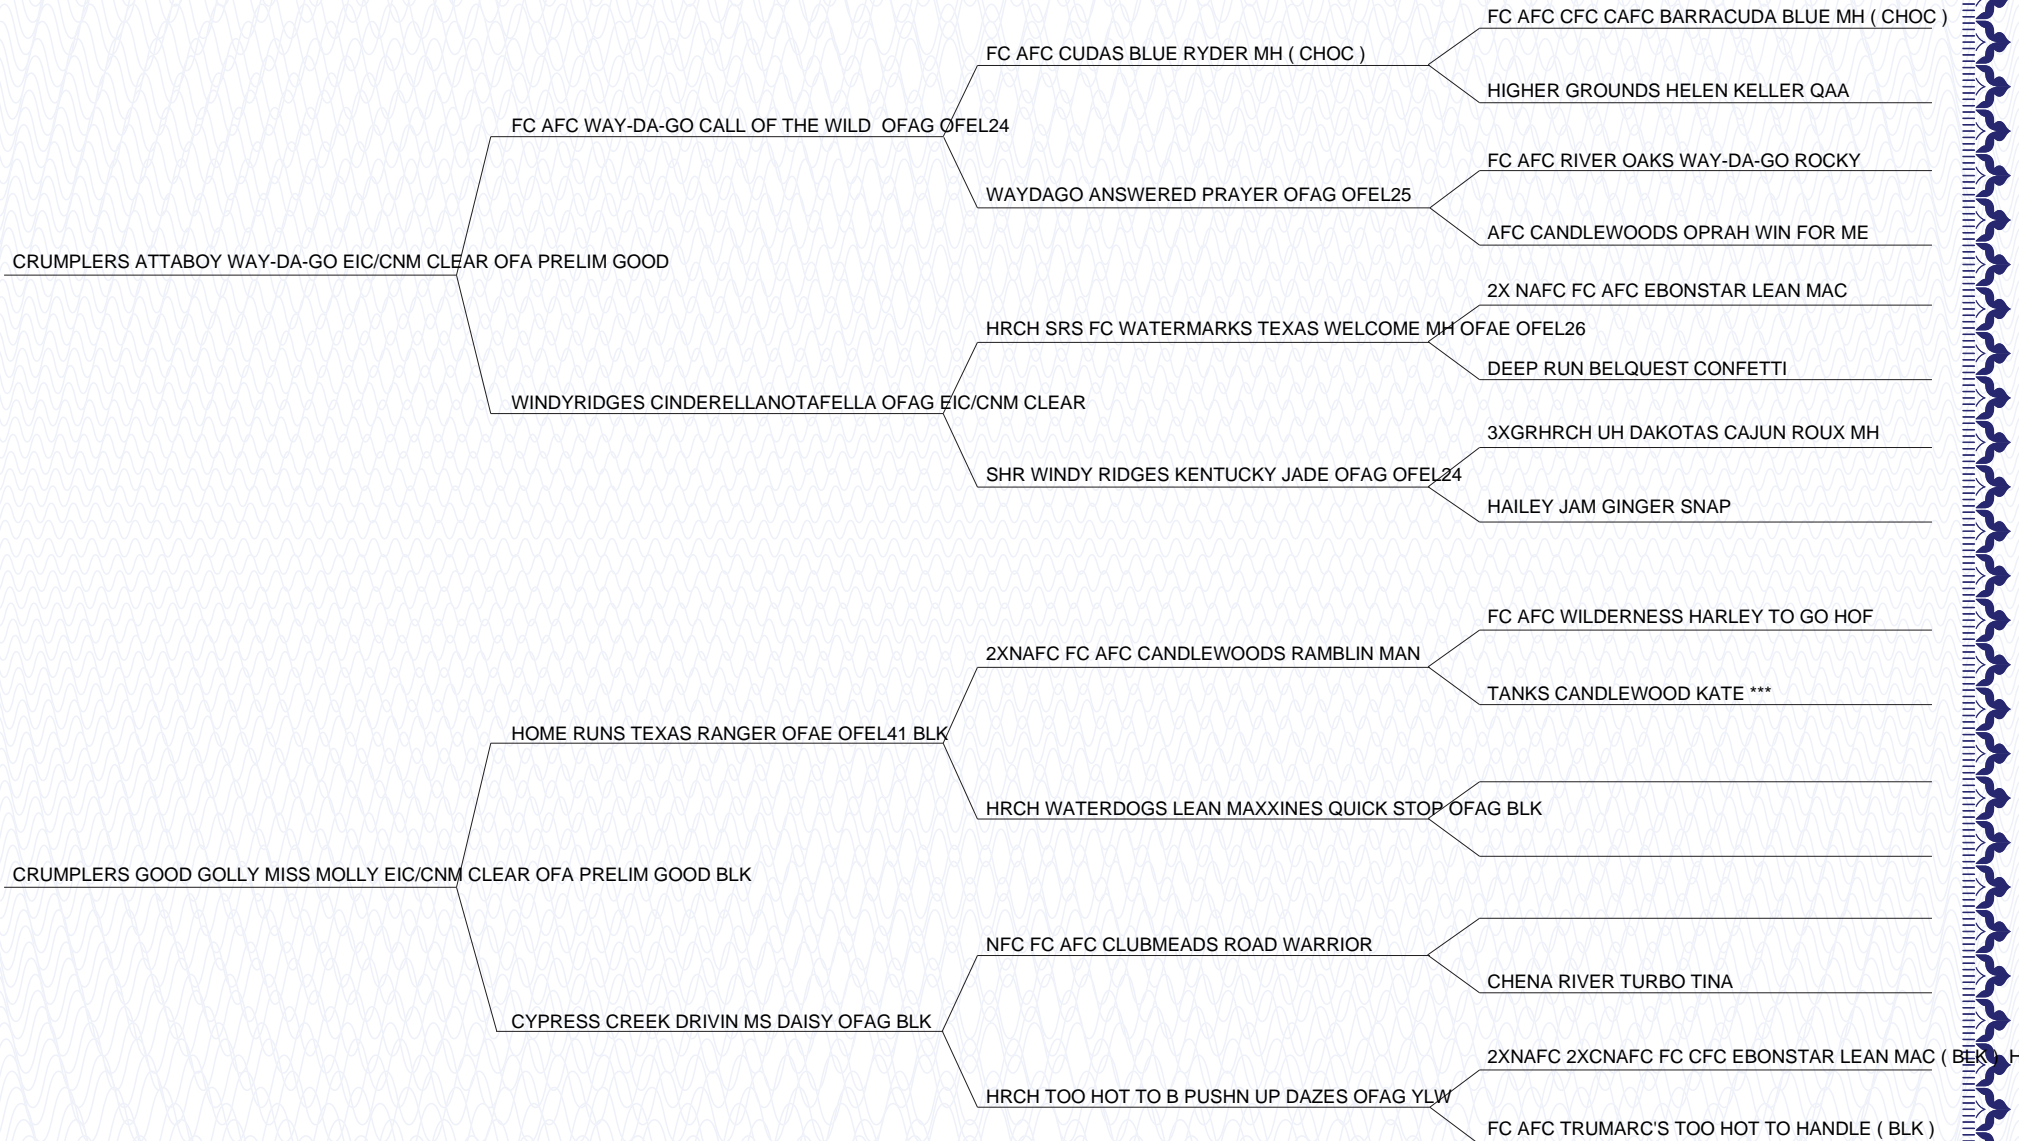 FC AFC CFC CAFC BARRACUDA BLUE MH ( CHOC )
FC AFC CUDAS BLUE RYDER MH ( CHOC )
HIGHER GROUNDS HELEN KELLER QAA
FC AFC WAY-DA-GO CALL OF THE WILD  OFAG OFEL24
FC AFC RIVER OAKS WAY-DA-GO ROCKY
WAYDAGO ANSWERED PRAYER OFAG OFEL25
AFC CANDLEWOODS OPRAH WIN FOR ME
CRUMPLERS ATTABOY WAY-DA-GO EIC/CNM CLEAR OFA PRELIM GOOD
2X NAFC FC AFC EBONSTAR LEAN MAC
HRCH SRS FC WATERMARKS TEXAS WELCOME MH OFAE OFEL26
DEEP RUN BELQUEST CONFETTI
WINDYRIDGES CINDERELLANOTAFELLA OFAG EIC/CNM CLEAR
3XGRHRCH UH DAKOTAS CAJUN ROUX MH
SHR WINDY RIDGES KENTUCKY JADE OFAG OFEL24
HAILEY JAM GINGER SNAP
FC AFC WILDERNESS HARLEY TO GO HOF
2XNAFC FC AFC CANDLEWOODS RAMBLIN MAN
TANKS CANDLEWOOD KATE ***
HOME RUNS TEXAS RANGER OFAE OFEL41 BLK
HRCH WATERDOGS LEAN MAXXINES QUICK STOP OFAG BLK
CRUMPLERS GOOD GOLLY MISS MOLLY EIC/CNM CLEAR OFA PRELIM GOOD BLK
NFC FC AFC CLUBMEADS ROAD WARRIOR
CHENA RIVER TURBO TINA
CYPRESS CREEK DRIVIN MS DAISY OFAG BLK
2XNAFC 2XCNAFC FC CFC EBONSTAR LEAN MAC ( BLK ) H
HRCH TOO HOT TO B PUSHN UP DAZES OFAG YLW
FC AFC TRUMARC'S TOO HOT TO HANDLE ( BLK )